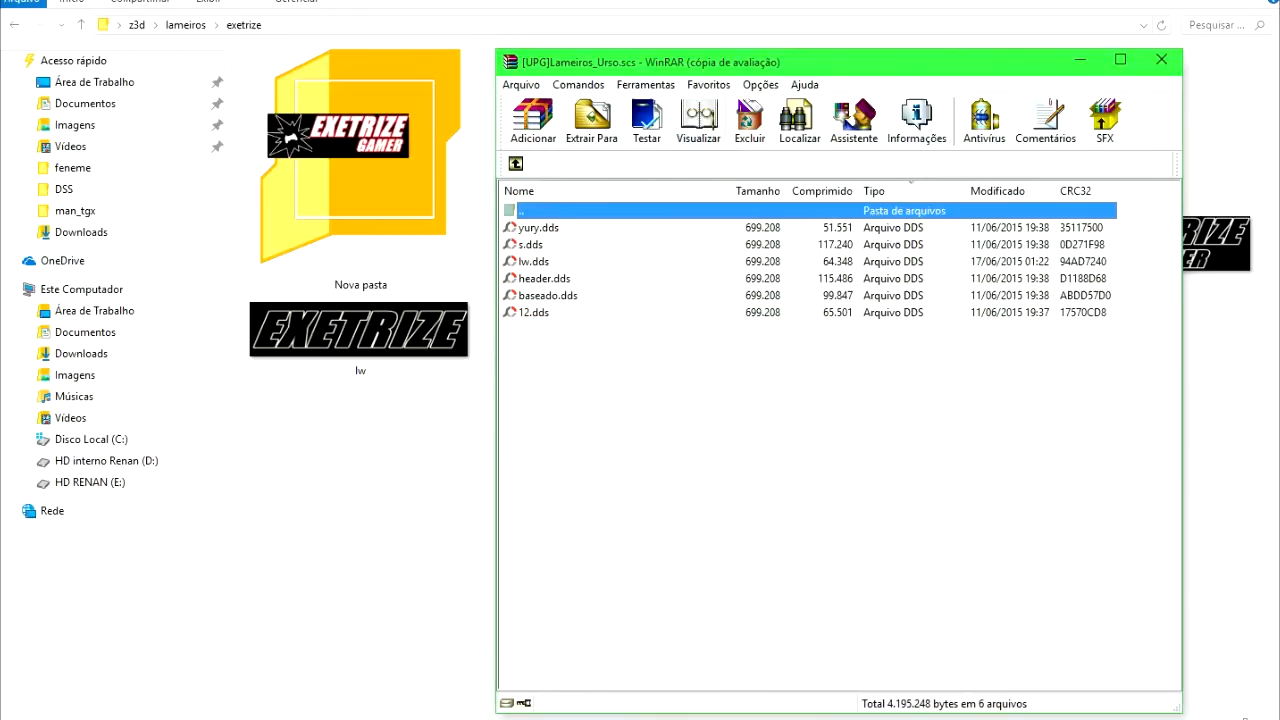 Arquivo Início Compartilhar Exibir Gerenciar
z3d lameiros exetrize
Pesquisar ...
Acesso rápido
Área de Trabalho
Documentos
Imagens
Vídeos
feneme
DSS
man_tgx
Downloads
OneDrive
Este Computador
Área de Trabalho
Documentos
Downloads
Imagens
Músicas
Vídeos
Disco Local (C:)
HD interno Renan (D:)
HD RENAN (E:)
Rede
EXETRIZE
GAMER
Nova pasta
EXETRIZE
lw
[UPG]Lameiros_Urso.scs - WinRAR (cópia de avaliação)
Arquivo Comandos Ferramentas Favoritos Opções Ajuda
Adicionar Extrair Para Testar Visualizar Excluir Localizar Assistente Informações Antivírus Comentários SFX
Nome Tamanho Comprimido Tipo Modificado CRC32
.. Pasta de arquivos
yury.dds 699.208 51.551 Arquivo DDS 11/06/2015 19:38 35117500
s.dds 699.208 117.240 Arquivo DDS 11/06/2015 19:38 0D271F98
lw.dds 699.208 64.348 Arquivo DDS 17/06/2015 01:22 94AD7240
header.dds 699.208 115.486 Arquivo DDS 11/06/2015 19:38 D1188D68
baseado.dds 699.208 99.847 Arquivo DDS 11/06/2015 19:38 ABDD57D0
12.dds 699.208 65.501 Arquivo DDS 11/06/2015 19:37 17570CD8
Total 4.195.248 bytes em 6 arquivos